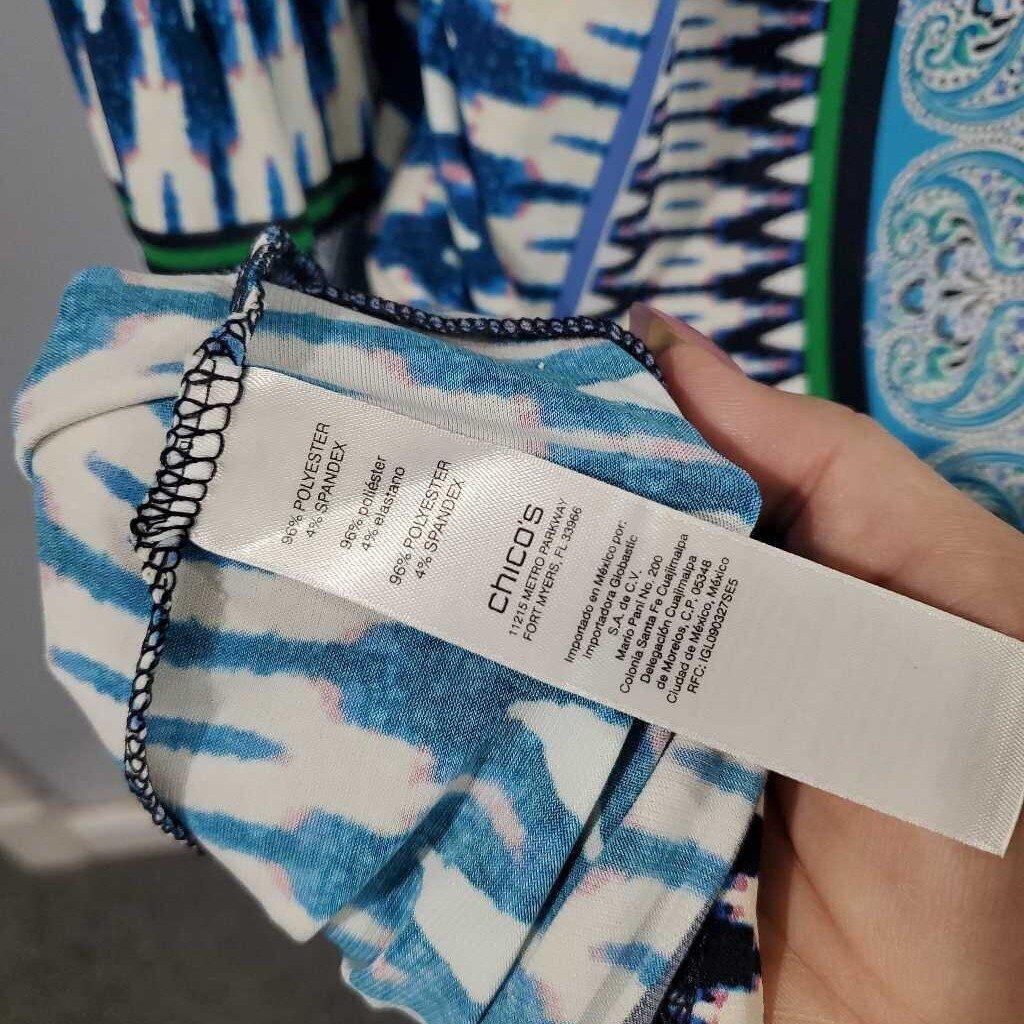 96% POLYESTER
4% SPANDEX
96% poliéster
4% elastano
96% POLYESTER
4% SPANDEX
chico's
11215 METRO PARKWAY
FORT MYERS, FL 33966
Importado en México por:
Importadora Globastic
S.A. de C.V.
Mario Pani No. 200
Colonia Santa Fe Cuajimalpa
Delegación Cuajimalpa
de Morelos, C.P. 05348
Ciudad de México, México
RFC: IGL090327SE5